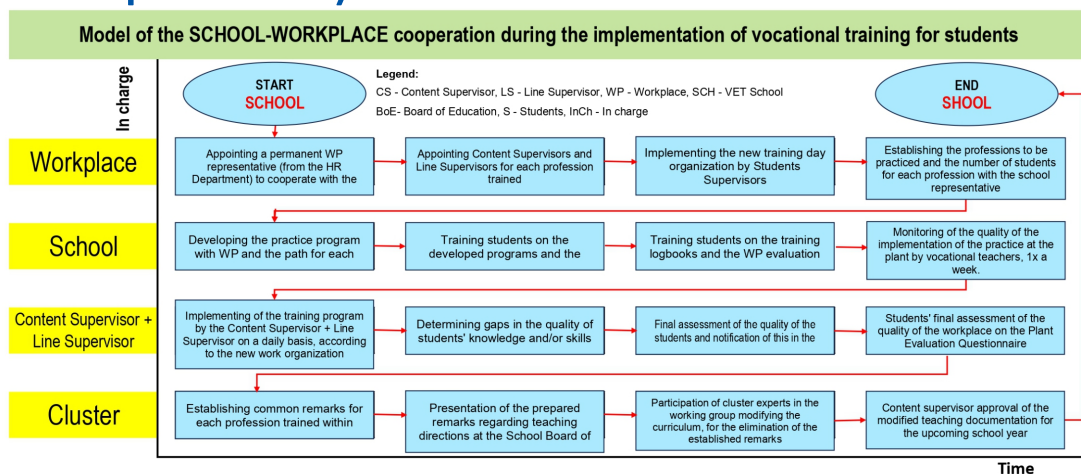 Model of the SCHOOL-WORKPLACE cooperation during the implementation of vocational training for students
In charge
START
SCHOOL
Legend:
CS - Content Supervisor, LS - Line Supervisor, WP - Workplace, SCH - VET School
BoE- Board of Education, S - Students, InCh - In charge
END
SHOOL
Workplace
Appointing a permanent WP
representative (from the HR
Department) to cooperate with the
Appointing Content Supervisors and
Line Supervisors for each profession
trained
Implementing the new training day
organization by Students
Supervisors
Establishing the professions to be
practiced and the number of students
for each profession with the school
representative
School
Developing the practice program
with WP and the path for each
Training students on the
developed programs and the
Training students on the training
logbooks and the WP evaluation
Monitoring of the quality of the
implementation of the practice at the
plant by vocational teachers, 1x a
week.
Content Supervisor +
Line Supervisor
Implementing of the training program
by the Content Supervisor + Line
Supervisor on a daily basis, according
to the new work organization
Determining gaps in the quality of
students' knowledge and/or skills
Final assessment of the quality of the
students and notification of this in the
Students' final assessment of the
quality of the workplace on the Plant
Evaluation Questionnaire
Cluster
Establishing common remarks for
each profession trained within
Presentation of the prepared
remarks regarding teaching
directions at the School Board of
Participation of cluster experts in the
working group modifying the
curriculum, for the elimination of the
established remarks
Content supervisor approval of the
modified teaching documentation for
the upcoming school year
Time